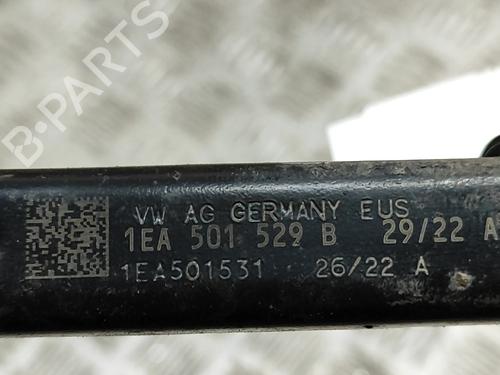 B-PARTS
VW AG GERMANY EUS
1EA 501 529 B 29/22 A
1EA501531 26/22 A